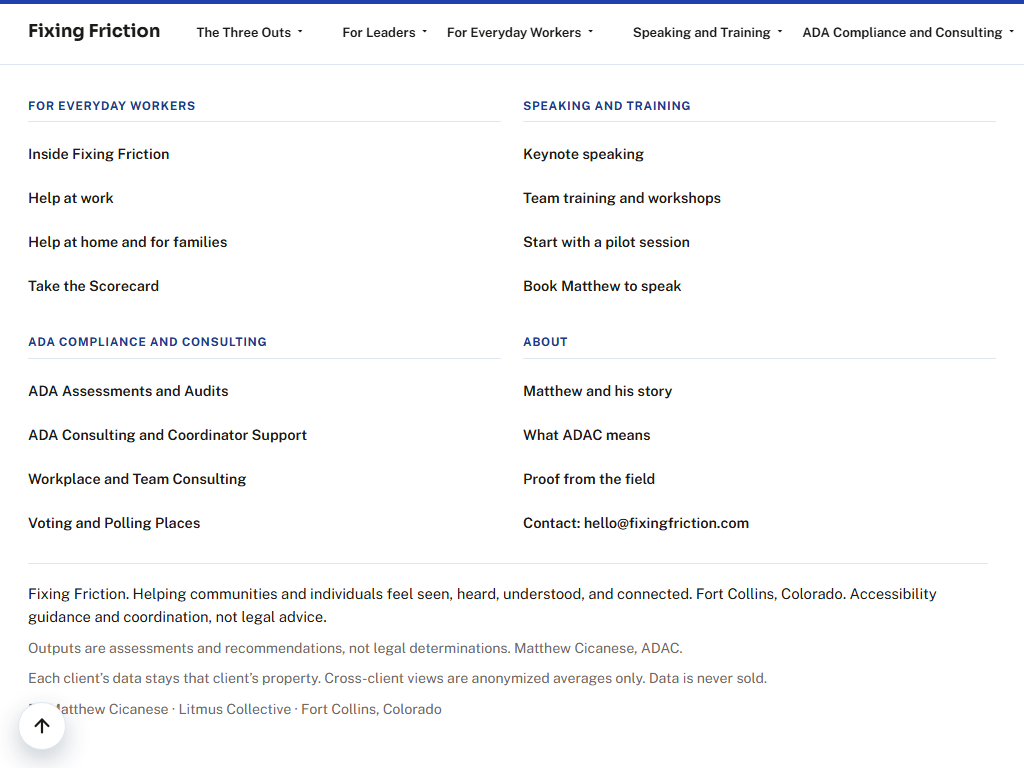 Fixing Friction
The Three Outs
For Leaders
For Everyday Workers
Speaking and Training
ADA Compliance and Consulting
FOR EVERYDAY WORKERS
Inside Fixing Friction
Help at work
Help at home and for families
Take the Scorecard
SPEAKING AND TRAINING
Keynote speaking
Team training and workshops
Start with a pilot session
Book Matthew to speak
ADA COMPLIANCE AND CONSULTING
ADA Assessments and Audits
ADA Consulting and Coordinator Support
Workplace and Team Consulting
Voting and Polling Places
ABOUT
Matthew and his story
What ADAC means
Proof from the field
Contact: hello@fixingfriction.com
Fixing Friction. Helping communities and individuals feel seen, heard, understood, and connected. Fort Collins, Colorado. Accessibility
guidance and coordination, not legal advice.
Outputs are assessments and recommendations, not legal determinations. Matthew Cicanese, ADAC.
Each client's data stays that client's property. Cross-client views are anonymized averages only. Data is never sold.
Matthew Cicanese · Litmus Collective · Fort Collins, Colorado